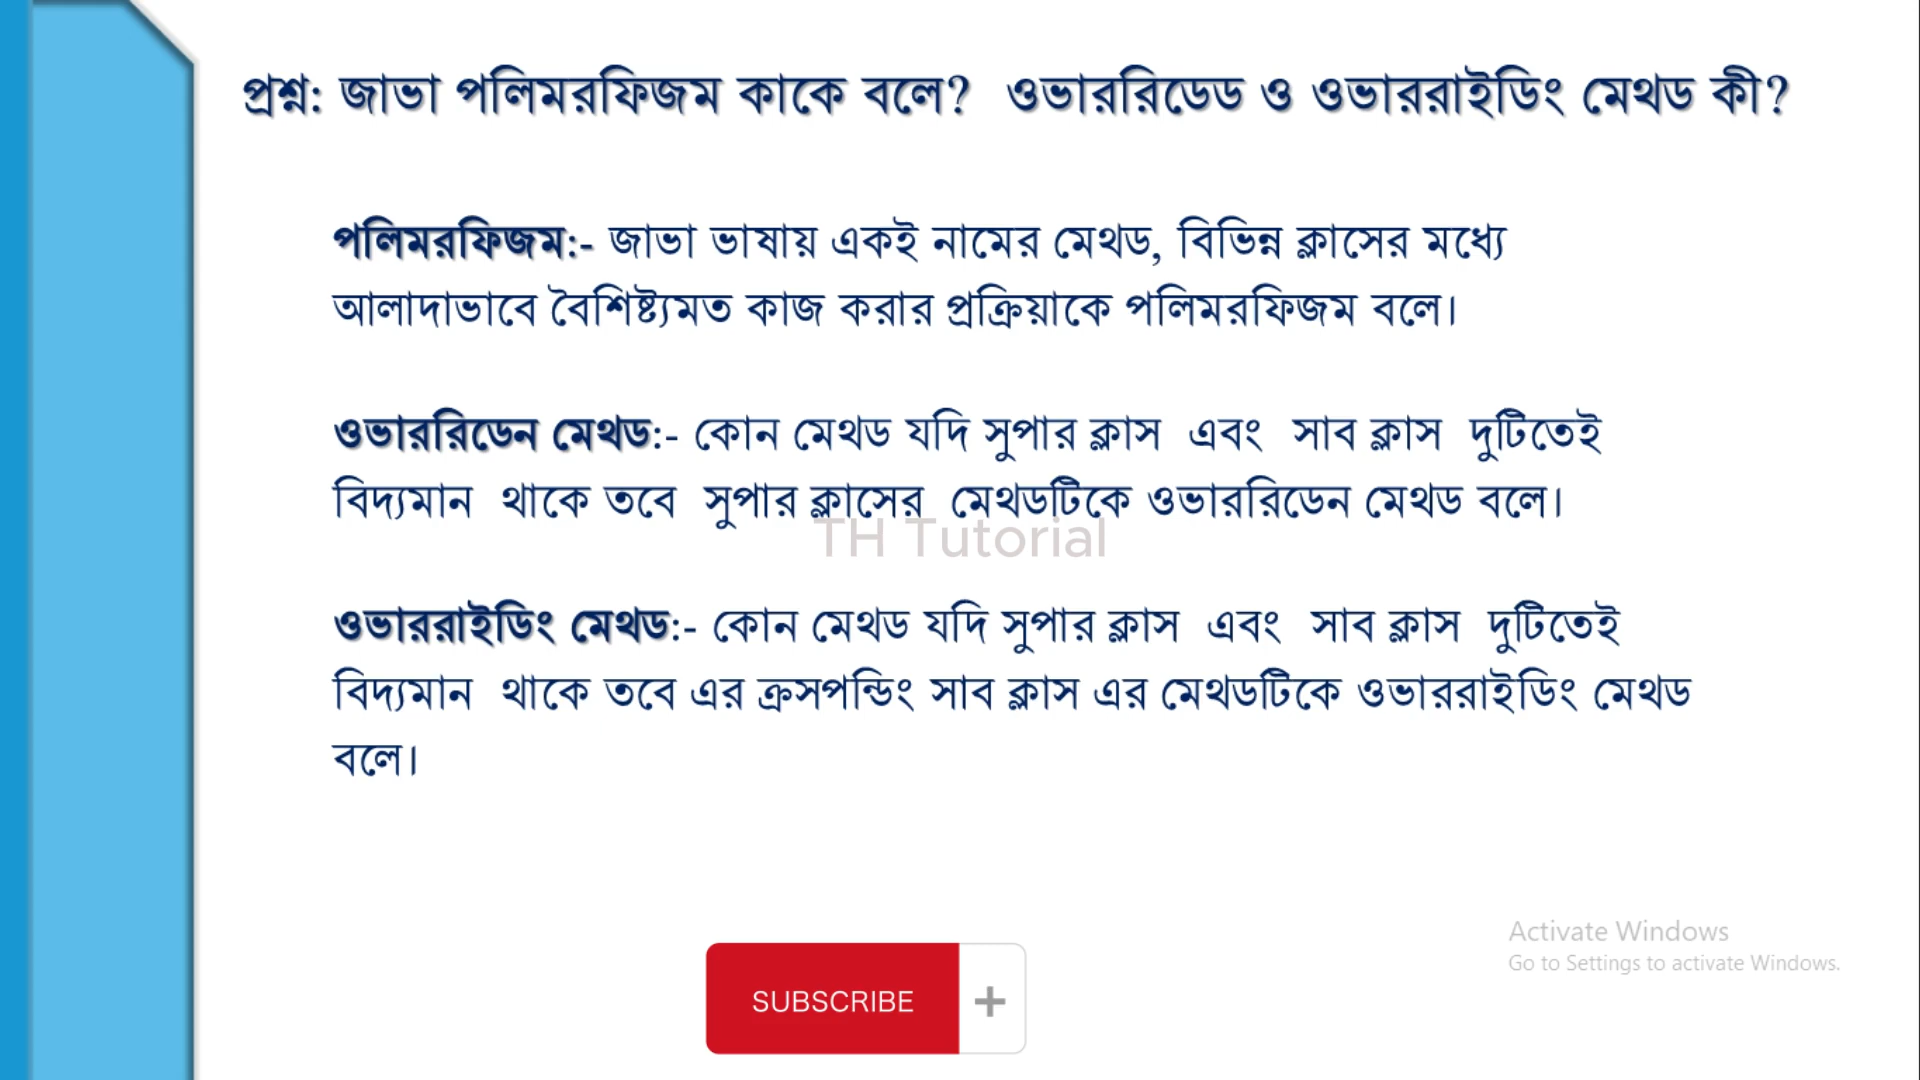 প্রশ্ন: জাভা পলিমরফিজম কাকে বলে? ওভাররিডেড ও ওভাররাইডিং মেথড কী?
পলিমরফিজম:- জাভা ভাষায় একই নামের মেথড, বিভিন্ন ক্লাসের মধ্যে
আলাদাভাবে বৈশিষ্ট্যমত কাজ করার প্রক্রিয়াকে পলিমরফিজম বলে।
ওভাররিডেন মেথড:- কোন মেথড যদি সুপার ক্লাস এবং সাব ক্লাস দুটিতেই
বিদ্যমান থাকে তবে সুপার ক্লাসের মেথডটিকে ওভাররিডেন মেথড বলে।
TH Tutorial
ওভাররাইডিং মেথড:- কোন মেথড যদি সুপার ক্লাস এবং সাব ক্লাস দুটিতেই
বিদ্যমান থাকে তবে এর ক্রসপন্ডিং সাব ক্লাস এর মেথডটিকে ওভাররাইডিং মেথড
বলে।
Activate Windows
Go to Settings to activate Windows.
SUBSCRIBE +